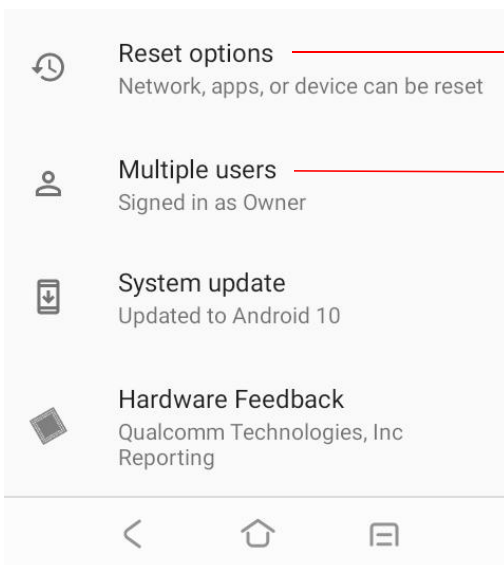 Reset options
Network, apps, or device can be reset
Multiple users
Signed in as Owner
System update
Updated to Android 10
Hardware Feedback
Qualcomm Technologies, Inc
Reporting